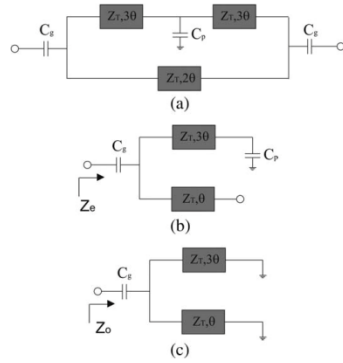 ZT,3θ
ZT,3θ
Cg
Cp
Cg
ZT,2θ
(a)
Cg
ZT,3θ
Cp
Ze
ZT,θ
(b)
Cg
ZT,3θ
Zo
ZT,θ
(c)